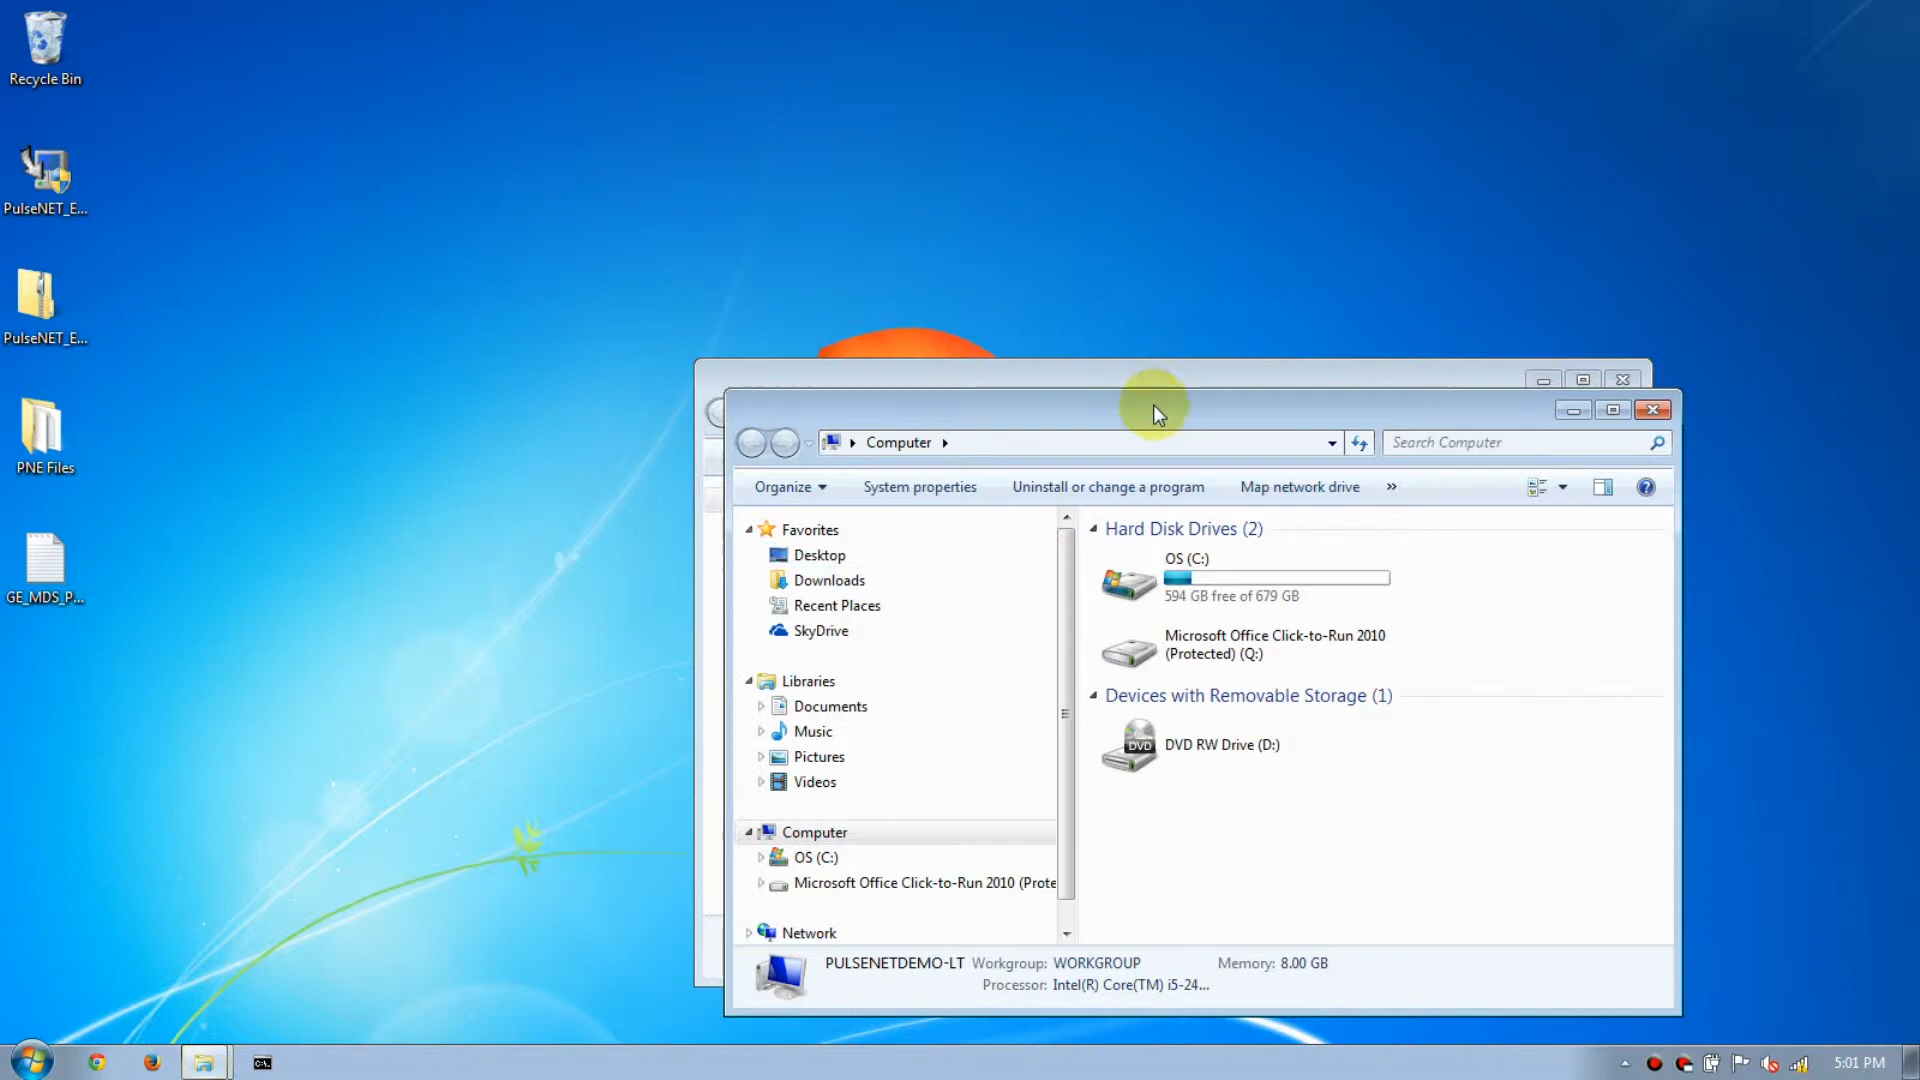 Recycle Bin
PulseNET_E...
PulseNET_E...
PNE Files
GE_MDS_P...
Computer
Search Computer
Organize
System properties
Uninstall or change a program
Map network drive
»
Favorites
Desktop
Downloads
Recent Places
SkyDrive
Libraries
Documents
Music
Pictures
Videos
Computer
OS (C:)
Microsoft Office Click-to-Run 2010 (Prote
Network
Hard Disk Drives (2)
OS (C:)
594 GB free of 679 GB
Microsoft Office Click-to-Run 2010
(Protected) (Q:)
Devices with Removable Storage (1)
DVD
DVD RW Drive (D:)
PULSENETDEMO-LT Workgroup: WORKGROUP Memory: 8.00 GB
Processor: Intel(R) Core(TM) i5-24...
5:01 PM